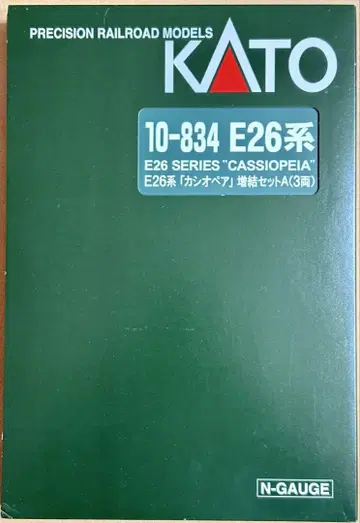 PRECISION RAILROAD MODELS
KATO
10-834 E26系
E26 SERIES "CASSIOPEIA"
E26系「カシオペア」増結セットA(3両)
N-GAUGE